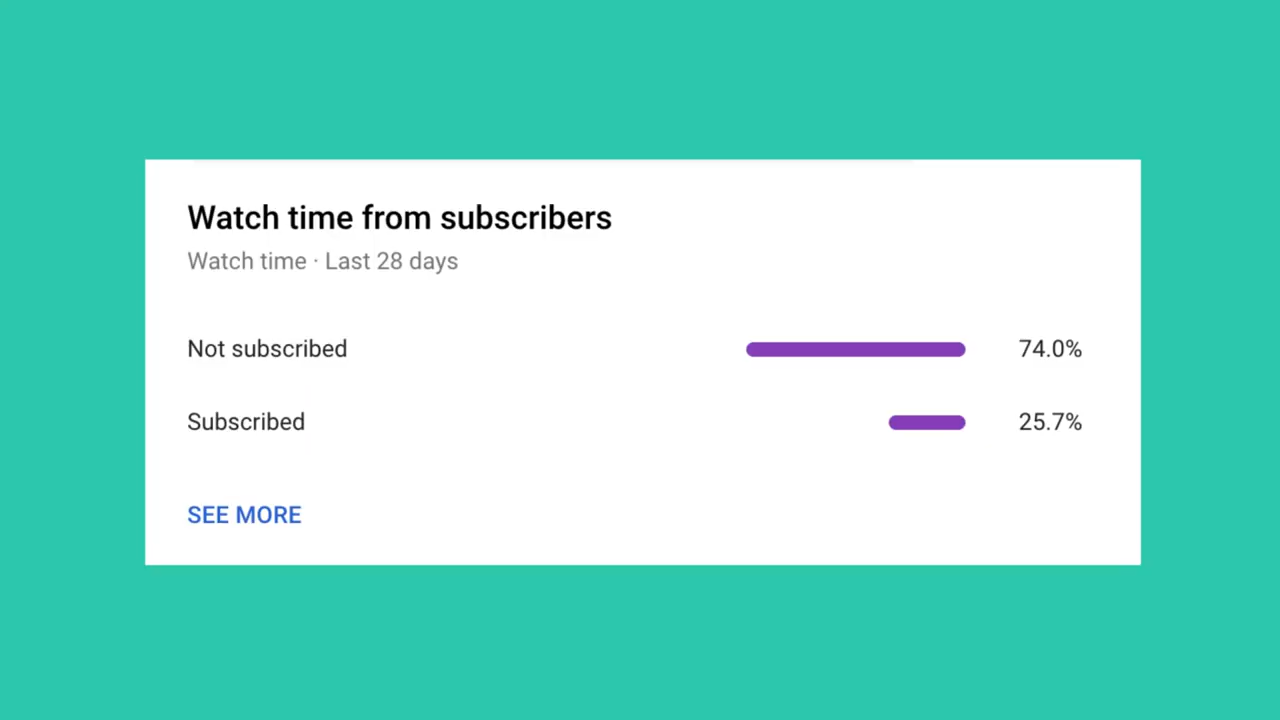 Watch time from subscribers
Watch time · Last 28 days
Not subscribed 74.0%
Subscribed 25.7%
SEE MORE